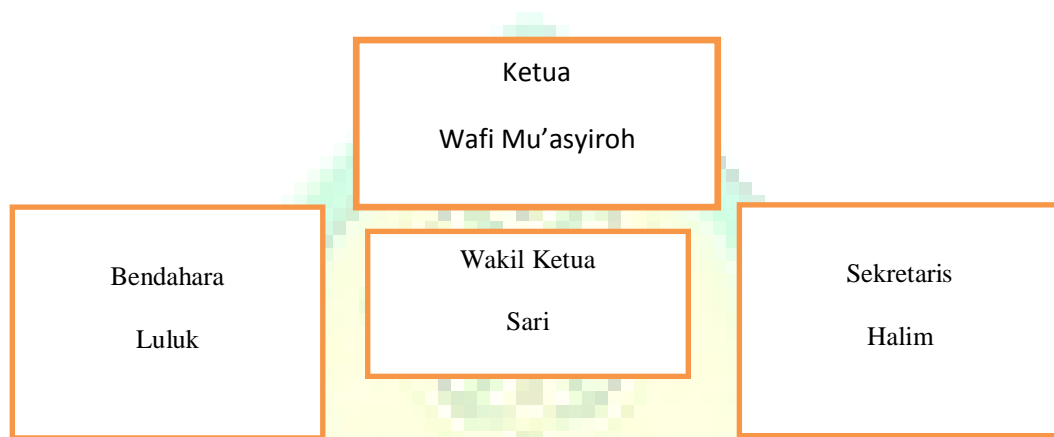 Ketua
Wafi Mu’asyiroh
Bendahara
Luluk
Wakil Ketua
Sari
Sekretaris
Halim